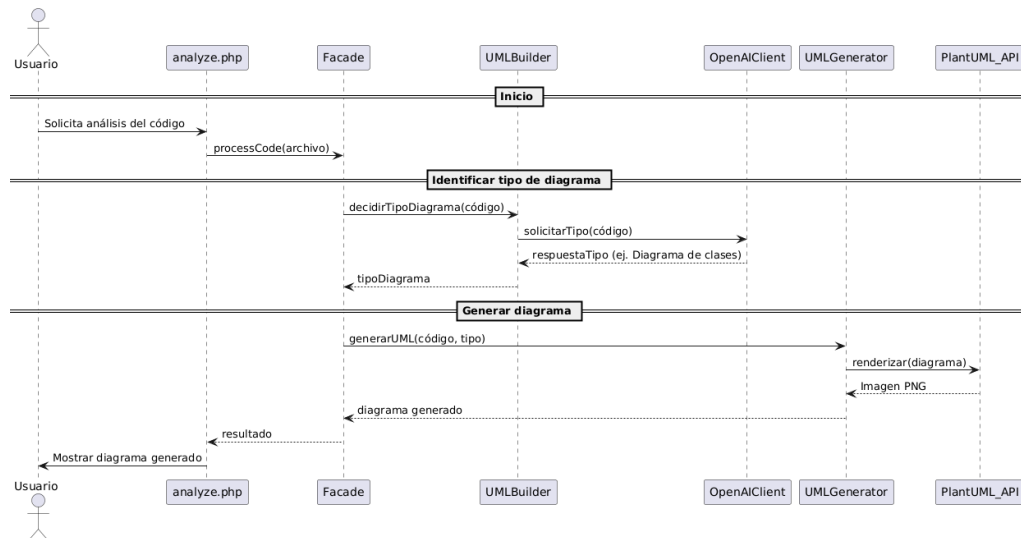 Usuario
analyze.php
Facade
UMLBuilder
OpenAIClient
UMLGenerator
PlantUML_API
Inicio
Solicita análisis del código
processCode(archivo)
Identificar tipo de diagrama
decidirTipoDiagrama(código)
solicitarTipo(código)
respuestaTipo (ej. Diagrama de clases)
tipoDiagrama
Generar diagrama
generarUML(código, tipo)
renderizar(diagrama)
Imagen PNG
diagrama generado
resultado
Mostrar diagrama generado
Usuario
analyze.php
Facade
UMLBuilder
OpenAIClient
UMLGenerator
PlantUML_API